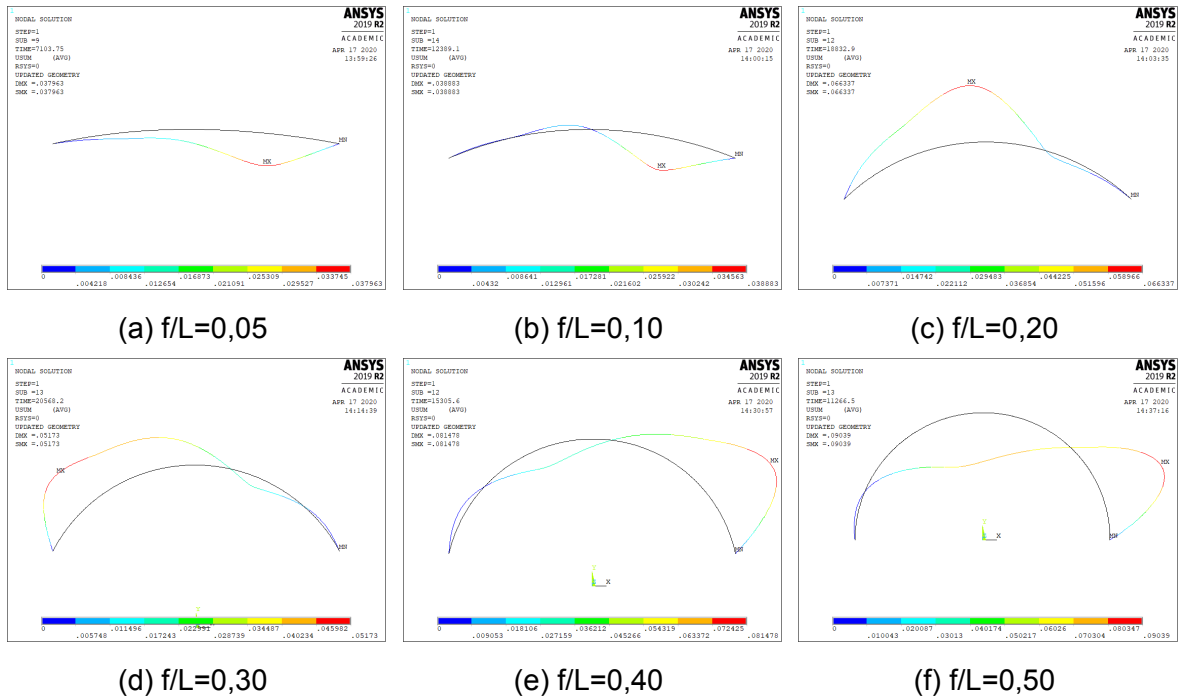 1
NODAL SOLUTION
STEP=1
SUB =9
TIME=7103.75
USUM (AVG)
RSYS=0
UPDATED GEOMETRY
DMX =.037963
SMX =.037963
ANSYS
2019 R2
ACADEMIC
APR 17 2020
13:59:26
MN
MX
0 .008436 .016873 .025309 .033745
.004218 .012654 .021091 .029527 .037963
(a) f/L=0,05
1
NODAL SOLUTION
STEP=1
SUB =14
TIME=12389.1
USUM (AVG)
RSYS=0
UPDATED GEOMETRY
DMX =.038883
SMX =.038883
ANSYS
2019 R2
ACADEMIC
APR 17 2020
14:00:15
MN
MX
0 .008641 .017281 .025922 .034563
.00432 .012961 .021602 .030242 .038883
(b) f/L=0,10
1
NODAL SOLUTION
STEP=1
SUB =12
TIME=18832.9
USUM (AVG)
RSYS=0
UPDATED GEOMETRY
DMX =.066337
SMX =.066337
ANSYS
2019 R2
ACADEMIC
APR 17 2020
14:03:35
MX
MN
0 .014742 .029483 .044225 .058966
.007371 .022112 .036854 .051596 .066337
(c) f/L=0,20
1
NODAL SOLUTION
STEP=1
SUB =13
TIME=20568.2
USUM (AVG)
RSYS=0
UPDATED GEOMETRY
DMX =.05173
SMX =.05173
ANSYS
2019 R2
ACADEMIC
APR 17 2020
14:14:39
MX
MN
0 .011496 .022991 .034487 .045982
.005748 .017243 .028739 .040234 .05173
(d) f/L=0,30
1
NODAL SOLUTION
STEP=1
SUB =12
TIME=15305.6
USUM (AVG)
RSYS=0
UPDATED GEOMETRY
DMX =.081478
SMX =.081478
ANSYS
2019 R2
ACADEMIC
APR 17 2020
14:30:57
MX
MN
Y
X
0 .018106 .036212 .054319 .072425
.009053 .027159 .045266 .063372 .081478
(e) f/L=0,40
1
NODAL SOLUTION
STEP=1
SUB =13
TIME=11266.5
USUM (AVG)
RSYS=0
UPDATED GEOMETRY
DMX =.09039
SMX =.09039
ANSYS
2019 R2
ACADEMIC
APR 17 2020
14:37:16
MX
MN
Y
X
0 .020087 .040174 .06026 .080347
.010043 .03013 .050217 .070304 .09039
(f) f/L=0,50